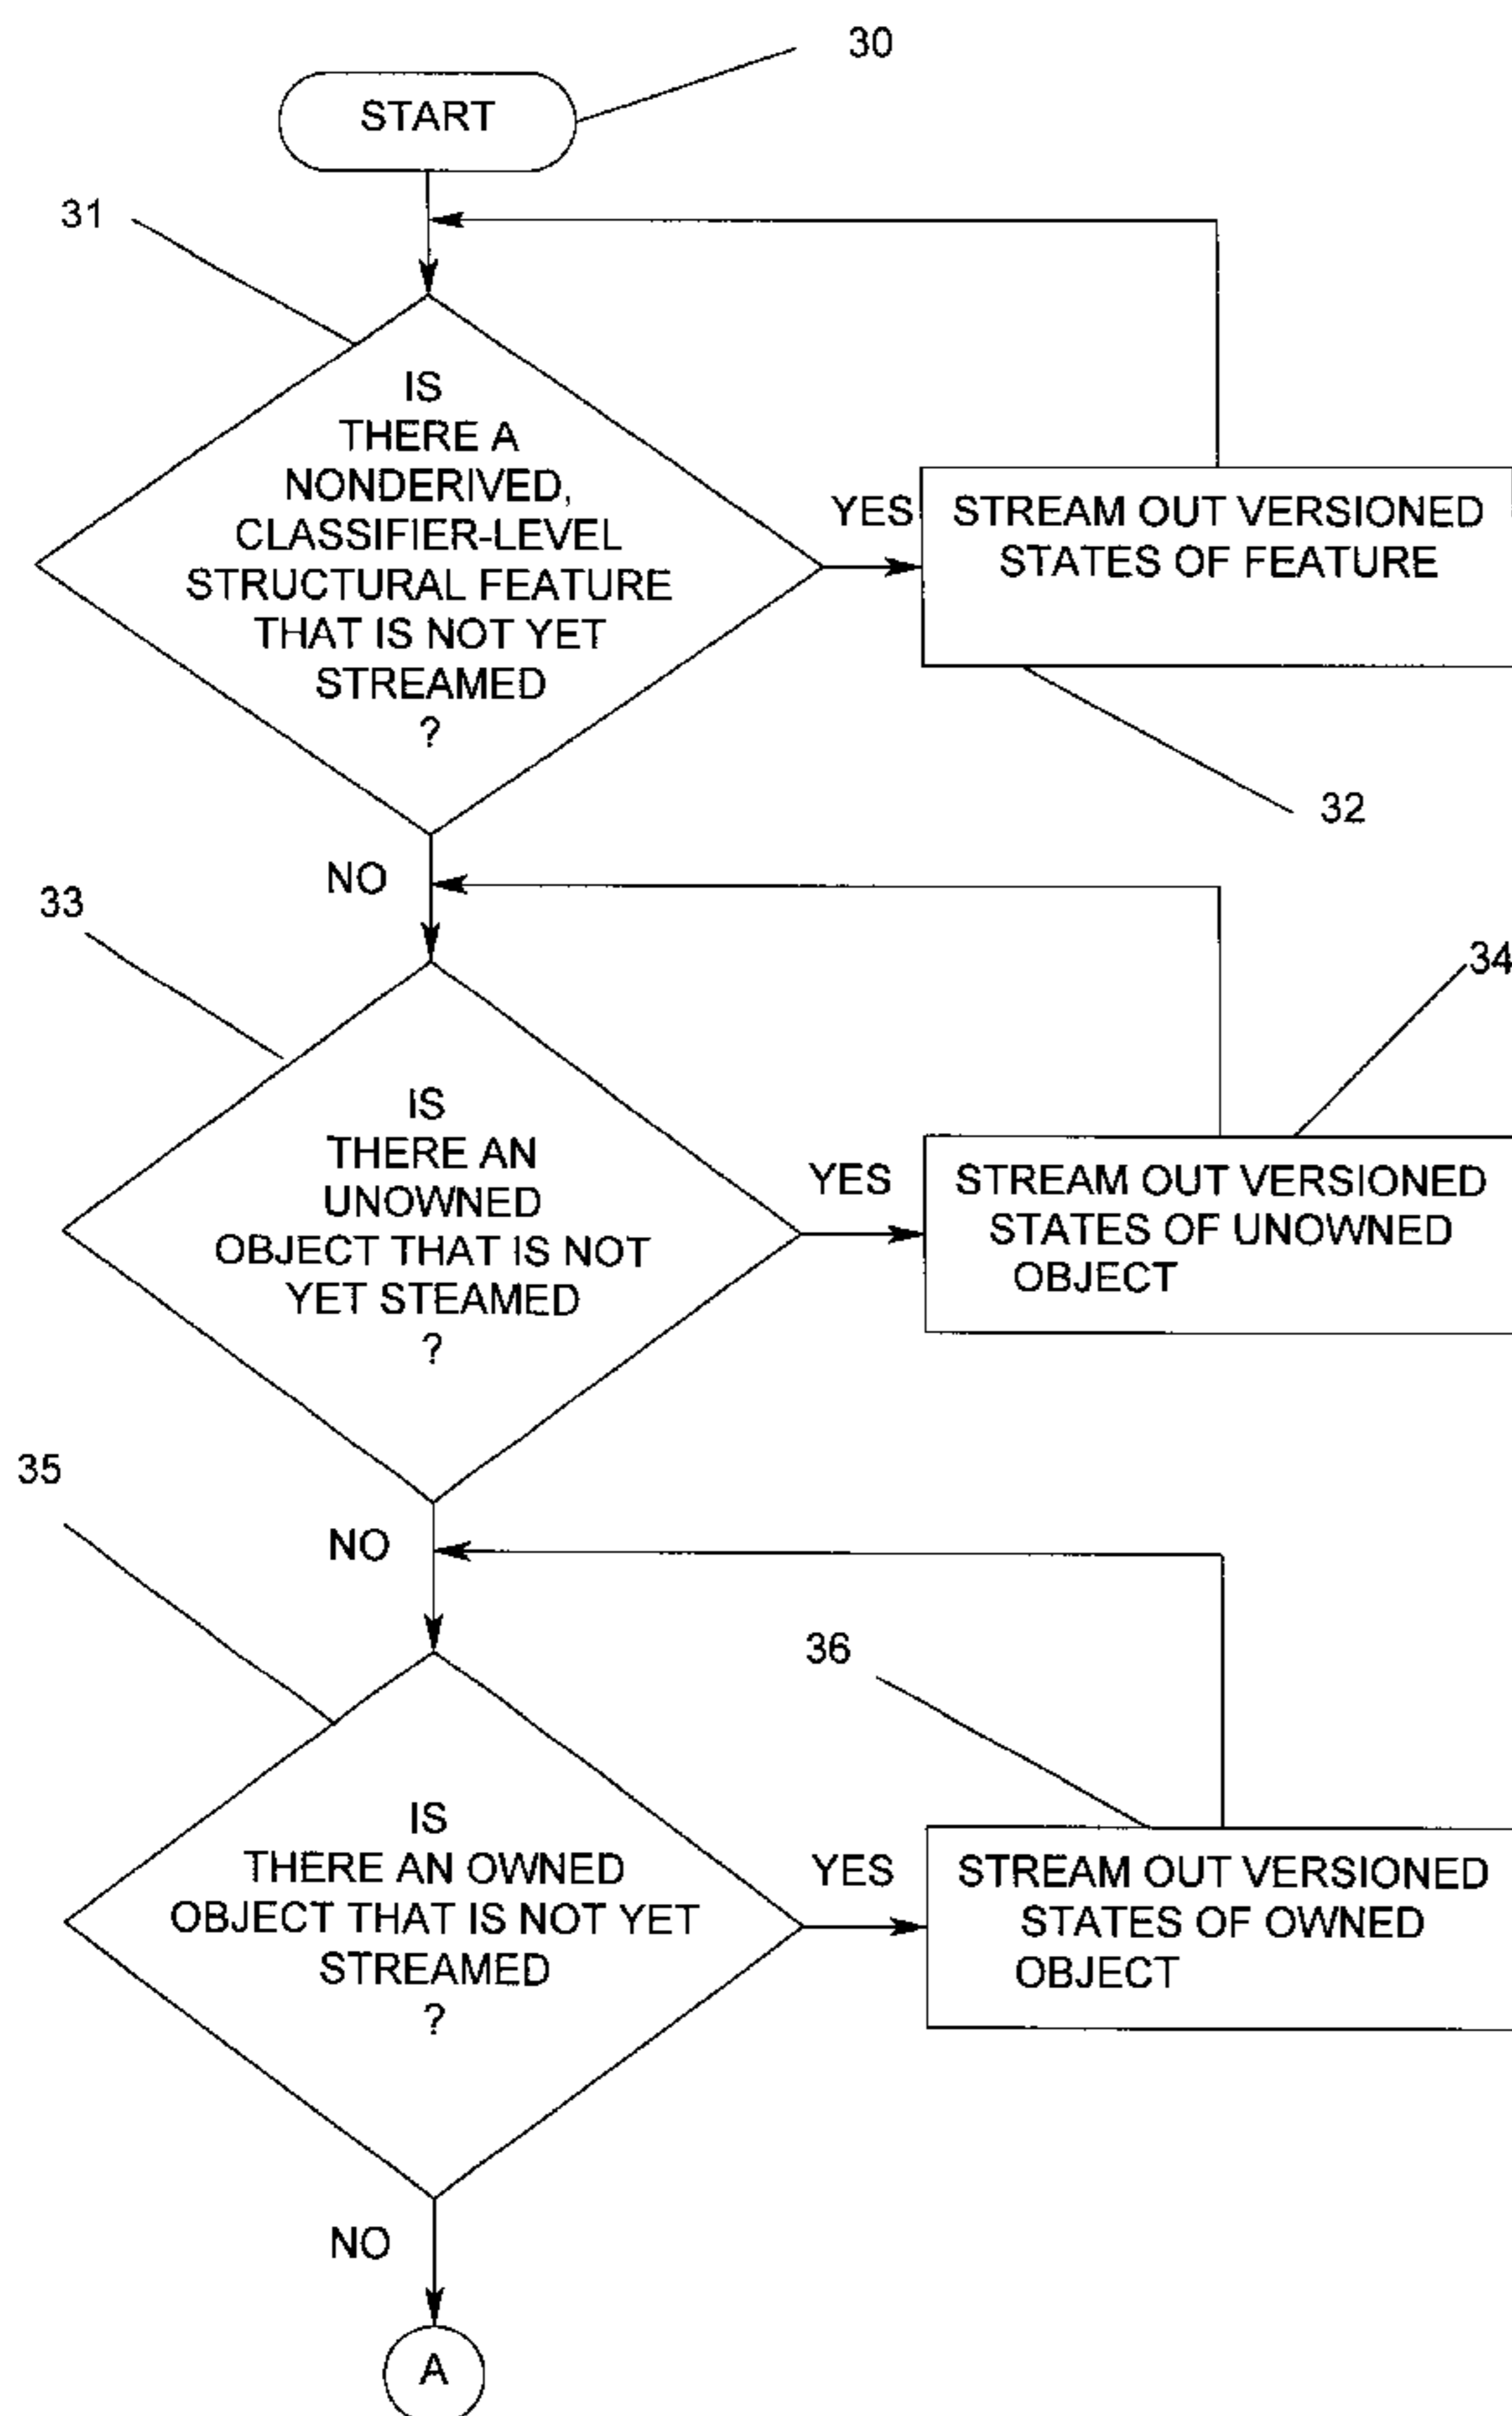 30
START
31
IS
THERE A
NONDERIVED,
CLASSIFIER-LEVEL
STRUCTURAL FEATURE
THAT IS NOT YET
STREAMED
?
YES
STREAM OUT VERSIONED
STATES OF FEATURE
32
NO
33
34
IS
THERE AN
UNOWNED
OBJECT THAT IS NOT
YET STEAMED
?
YES
STREAM OUT VERSIONED
STATES OF UNOWNED
OBJECT
35
NO
36
IS
THERE AN OWNED
OBJECT THAT IS NOT YET
STREAMED
?
YES
STREAM OUT VERSIONED
STATES OF OWNED
OBJECT
NO
A